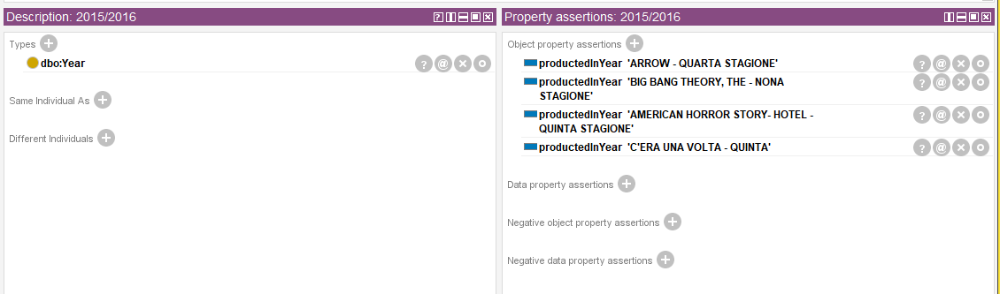 Description: 2015/2016
Types
dbo:Year
Same Individual As
Different Individuals
Property assertions: 2015/2016
Object property assertions
productedInYear 'ARROW - QUARTA STAGIONE'
productedInYear 'BIG BANG THEORY, THE - NONA
STAGIONE'
productedInYear 'AMERICAN HORROR STORY- HOTEL -
QUINTA STAGIONE'
productedInYear 'C'ERA UNA VOLTA - QUINTA'
Data property assertions
Negative object property assertions
Negative data property assertions